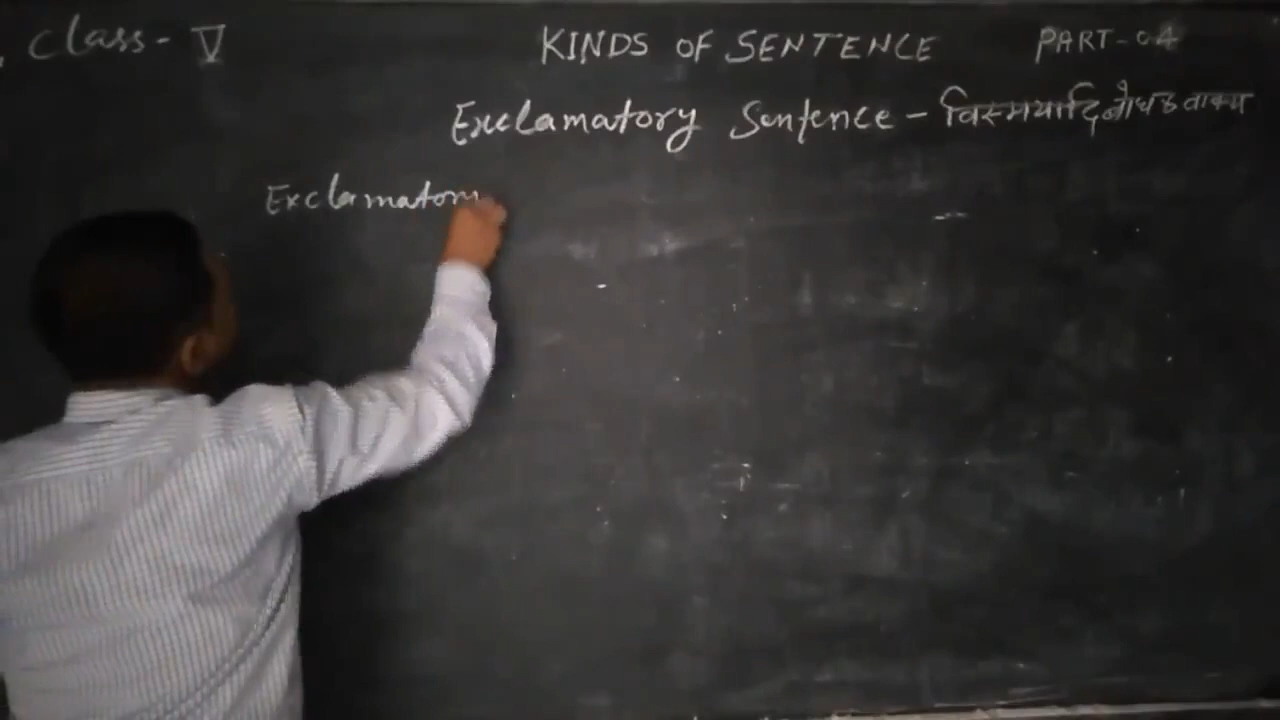 Class - V KINDS OF SENTENCE PART-04
Exclamatory Sentence - विस्मयादिबोधक वाक्य
Exclamatory